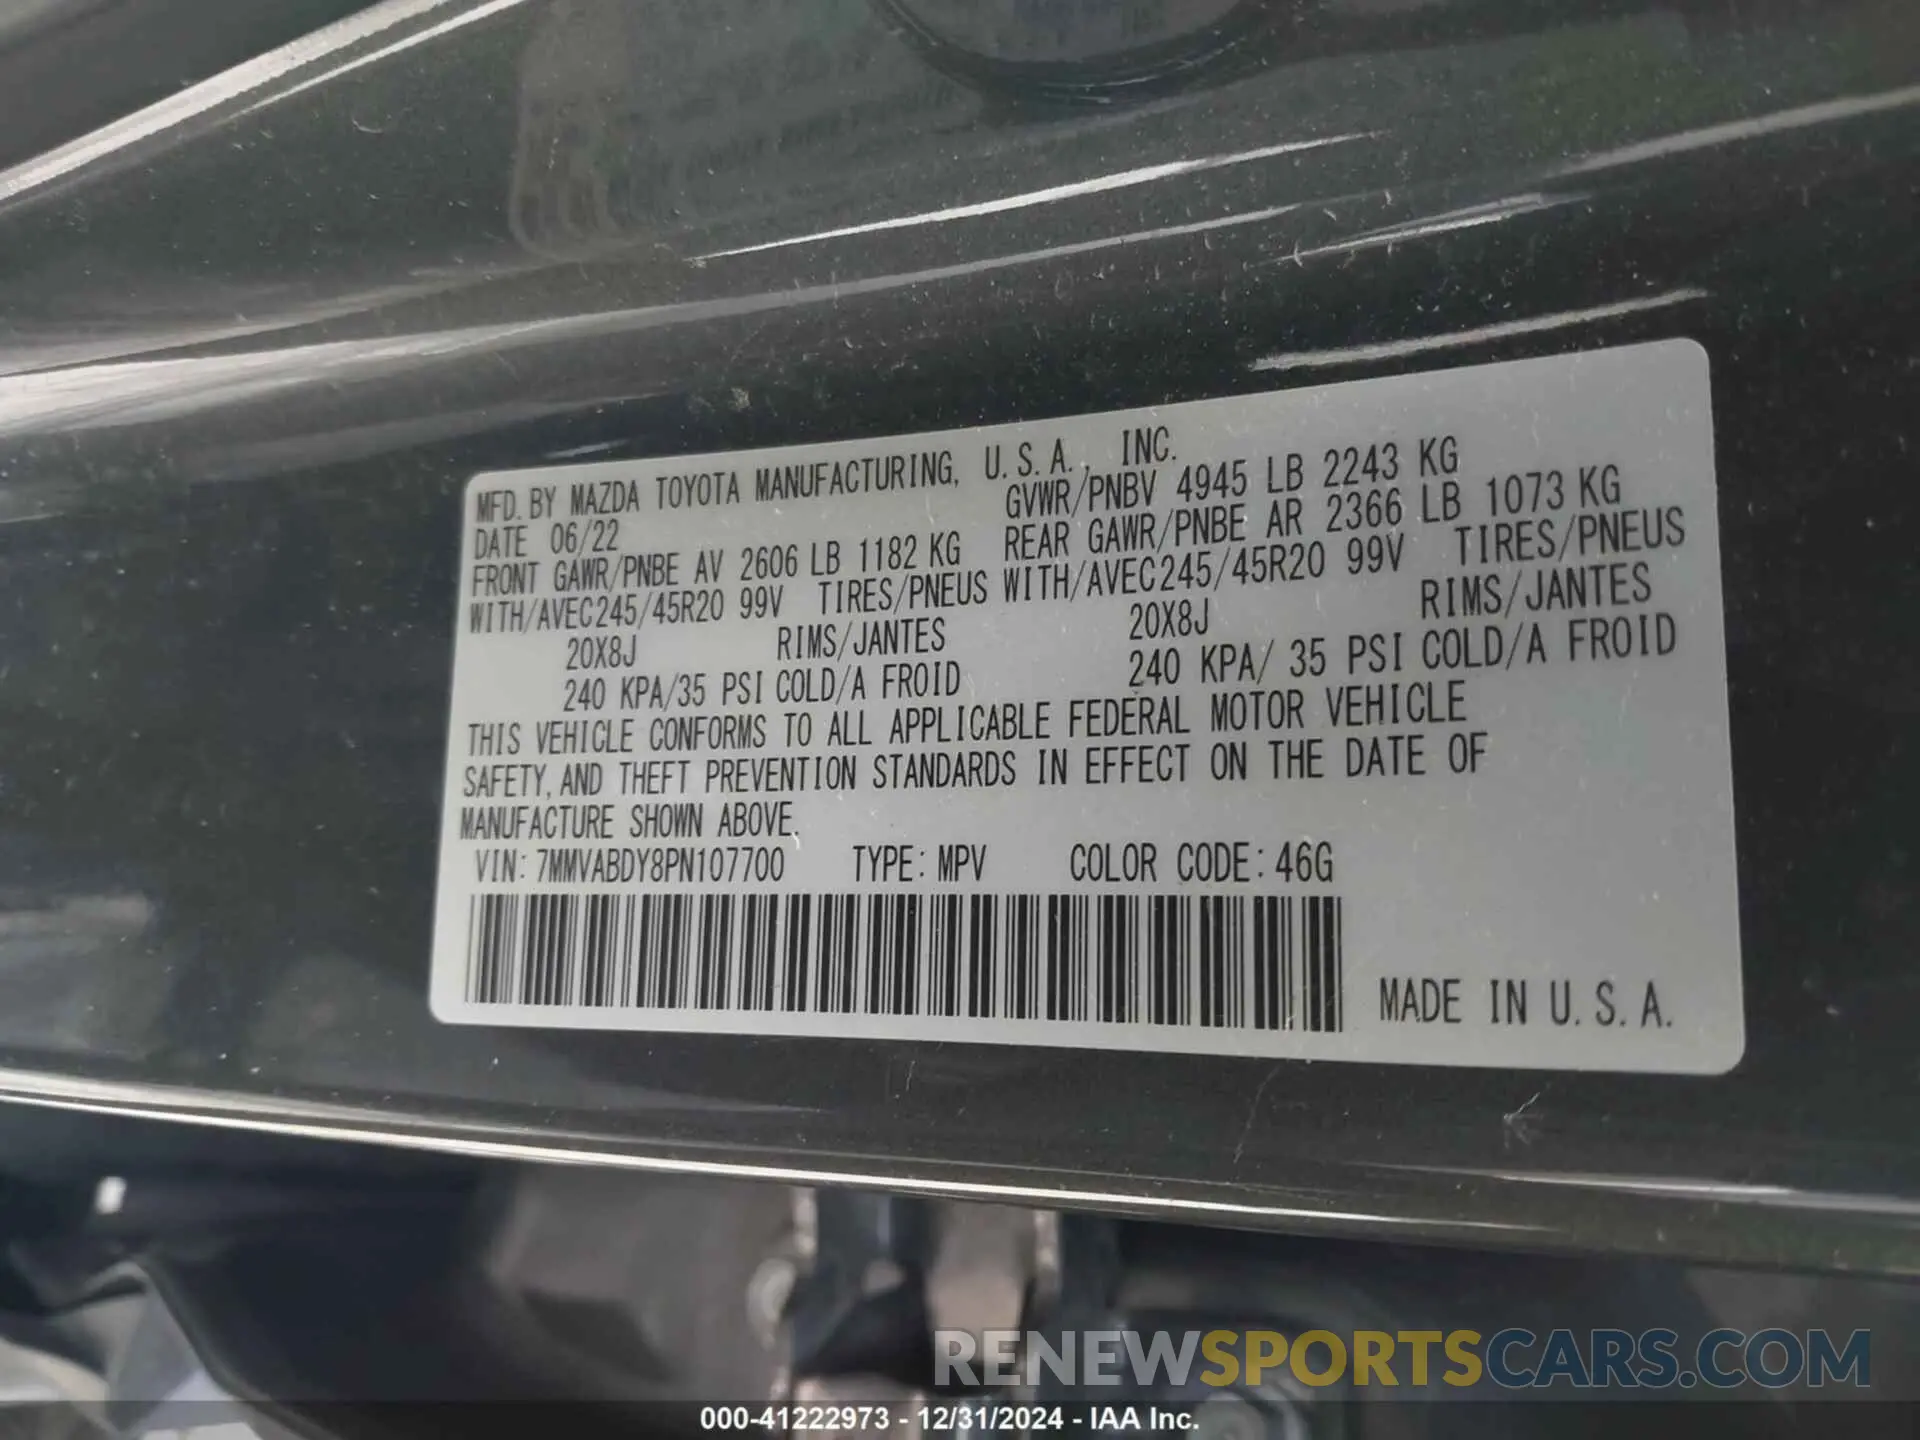 MFD. BY MAZDA TOYOTA MANUFACTURING, U.S.A., INC.
DATE 06/22 GVWR/PNBV 4945 LB 2243 KG
FRONT GAWR/PNBE AV 2606 LB 1182 KG REAR GAWR/PNBE AR 2366 LB 1073 KG
WITH/AVEC245/45R20 99V TIRES/PNEUS WITH/AVEC245/45R20 99V TIRES/PNEUS
20X8J RIMS/JANTES 20X8J RIMS/JANTES
240 KPA/35 PSI COLD/A FROID 240 KPA/ 35 PSI COLD/A FROID
THIS VEHICLE CONFORMS TO ALL APPLICABLE FEDERAL MOTOR VEHICLE
SAFETY, AND THEFT PREVENTION STANDARDS IN EFFECT ON THE DATE OF
MANUFACTURE SHOWN ABOVE.
VIN: 7MMVABDY8PN107700 TYPE: MPV COLOR CODE: 46G
MADE IN U.S.A.
RENEWSPORTSCARS.COM
000-41222973 - 12/31/2024 - IAA Inc.